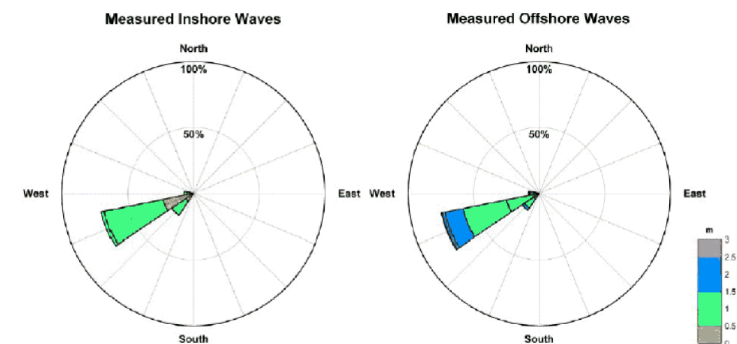 Measured Inshore Waves
Measured Offshore Waves
North
North
100%
100%
50%
50%
West
East
West
East
South
South
m
3
2.5
2
1.5
1
0.5
0